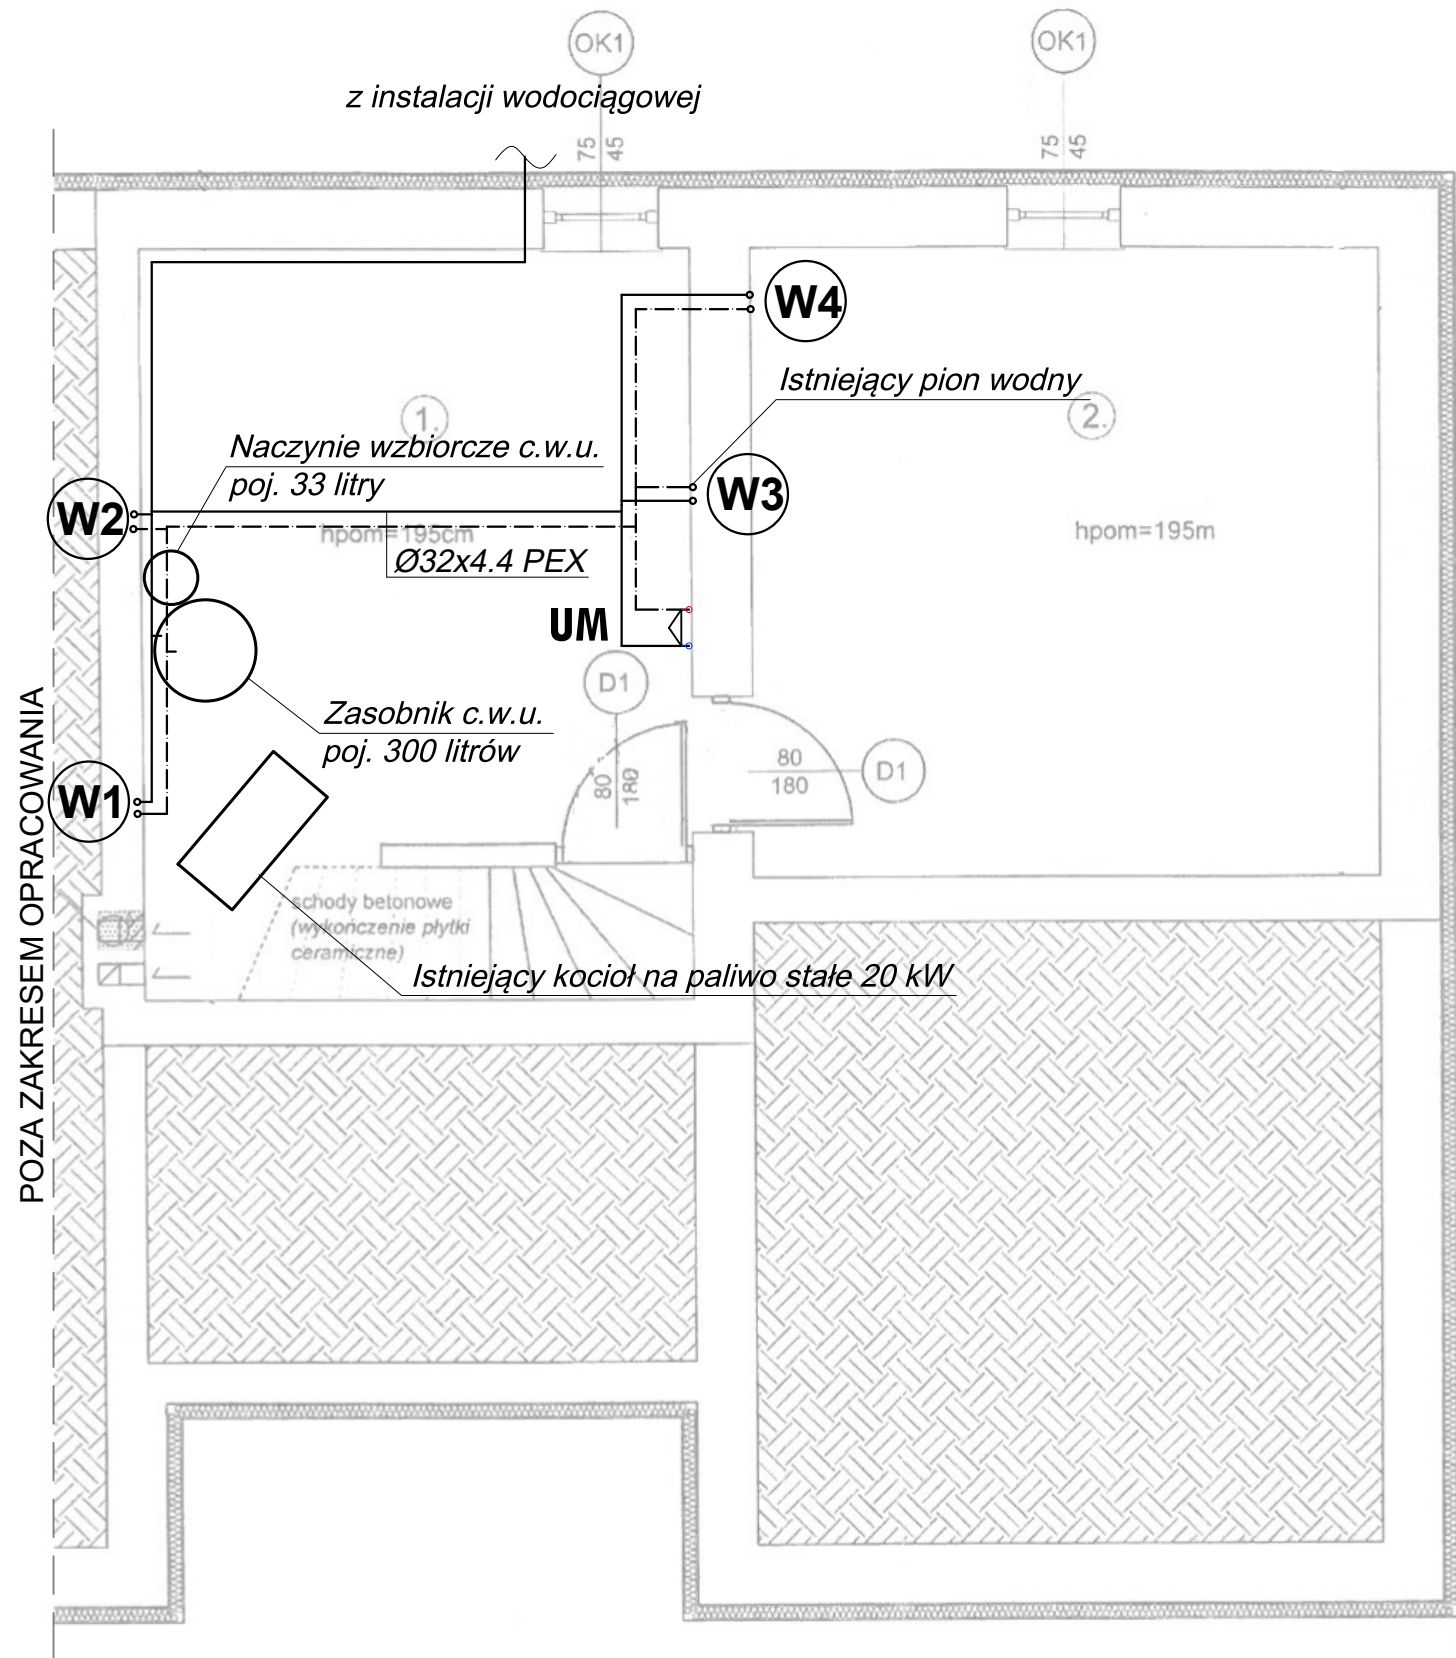 OK1
OK1
z instalacji wodociągowej
75
45
75
45
W4
Istniejący pion wodny
1.
2.
Naczynie wzbiorcze c.w.u.
poj. 33 litry
W2
W3
hpom=195cm
hpom=195m
Ø32x4.4 PEX
UM
D1
Zasobnik c.w.u.
poj. 300 litrów
80
180
80
180
D1
W1
POZA ZAKRESEM OPRACOWANIA
schody betonowe
(wykończenie płytki
ceramiczne)
Istniejący kocioł na paliwo stałe 20 kW